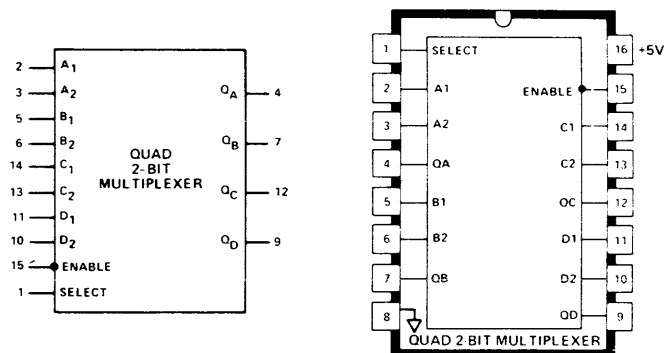 2 A1
3 A2
5 B1
6 B2
14 C1
13 C2
11 D1
10 D2
15 ENABLE
1 SELECT
QUAD
2-BIT
MULTIPLEXER
QA 4
QB 7
QC 12
QD 9
1 SELECT
2 A1
3 A2
4 QA
5 B1
6 B2
7 QB
8
16 +5V
ENABLE 15
C1 14
C2 13
OC 12
D1 11
D2 10
QD 9
QUAD 2-BIT MULTIPLEXER